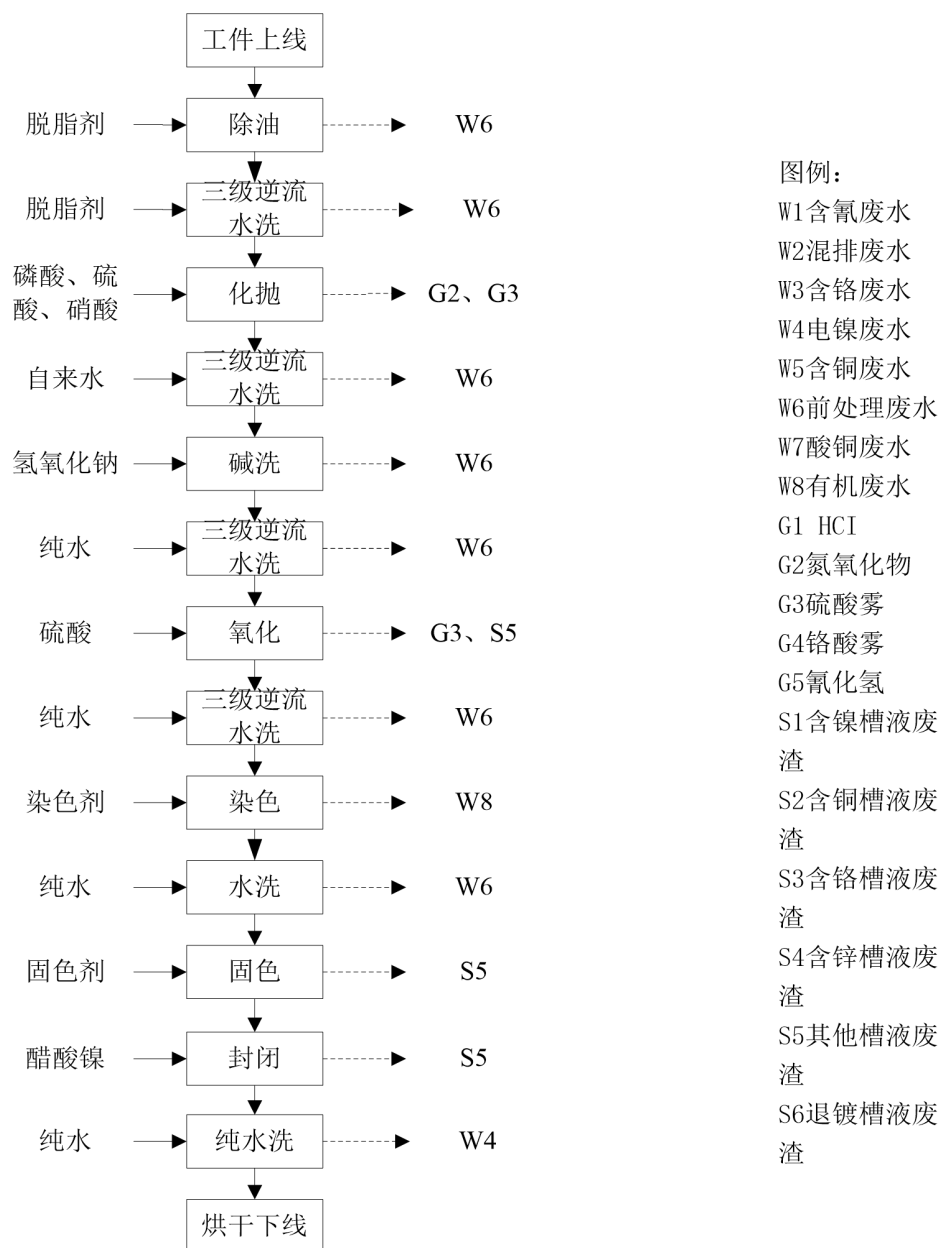 工件上线
脱脂剂
除油
W6
脱脂剂
三级逆流
水洗
W6
磷酸、硫
酸、硝酸
化抛
G2、G3
自来水
三级逆流
水洗
W6
氢氧化钠
碱洗
W6
纯水
三级逆流
水洗
W6
硫酸
氧化
G3、S5
纯水
三级逆流
水洗
W6
染色剂
染色
W8
纯水
水洗
W6
固色剂
固色
S5
醋酸镍
封闭
S5
纯水
纯水洗
W4
烘干下线
图例：
W1含氰废水
W2混排废水
W3含铬废水
W4电镍废水
W5含铜废水
W6前处理废水
W7酸铜废水
W8有机废水
G1 HCI
G2氮氧化物
G3硫酸雾
G4铬酸雾
G5氰化氢
S1含镍槽液废
渣
S2含铜槽液废
渣
S3含铬槽液废
渣
S4含锌槽液废
渣
S5其他槽液废
渣
S6退镀槽液废
渣